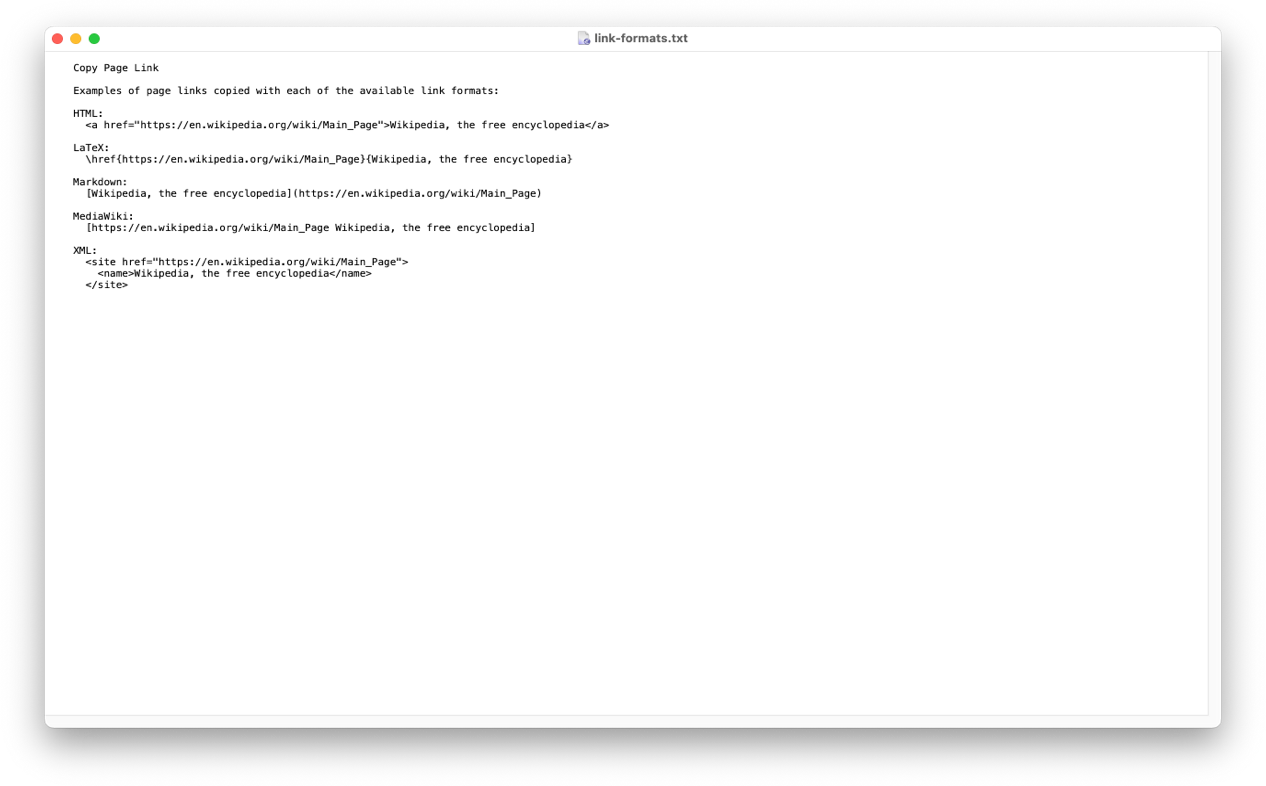 link-formats.txt
Copy Page Link
Examples of page links copied with each of the available link formats:
HTML:
<a href="https://en.wikipedia.org/wiki/Main_Page">Wikipedia, the free encyclopedia</a>
LaTeX:
\href{https://en.wikipedia.org/wiki/Main_Page}{Wikipedia, the free encyclopedia}
Markdown:
[Wikipedia, the free encyclopedia](https://en.wikipedia.org/wiki/Main_Page)
MediaWiki:
[https://en.wikipedia.org/wiki/Main_Page Wikipedia, the free encyclopedia]
XML:
<site href="https://en.wikipedia.org/wiki/Main_Page">
<name>Wikipedia, the free encyclopedia</name>
</site>